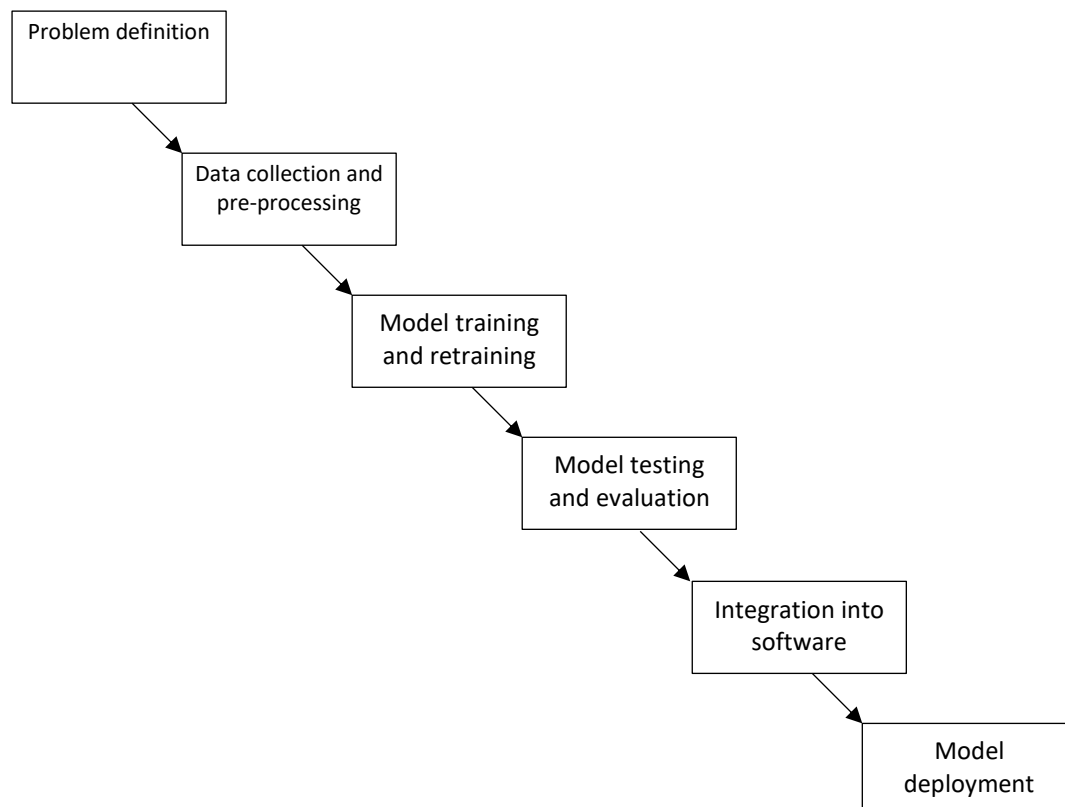 Problem definition
Data collection and
pre-processing
Model training
and retraining
Model testing
and evaluation
Integration into
software
Model
deployment